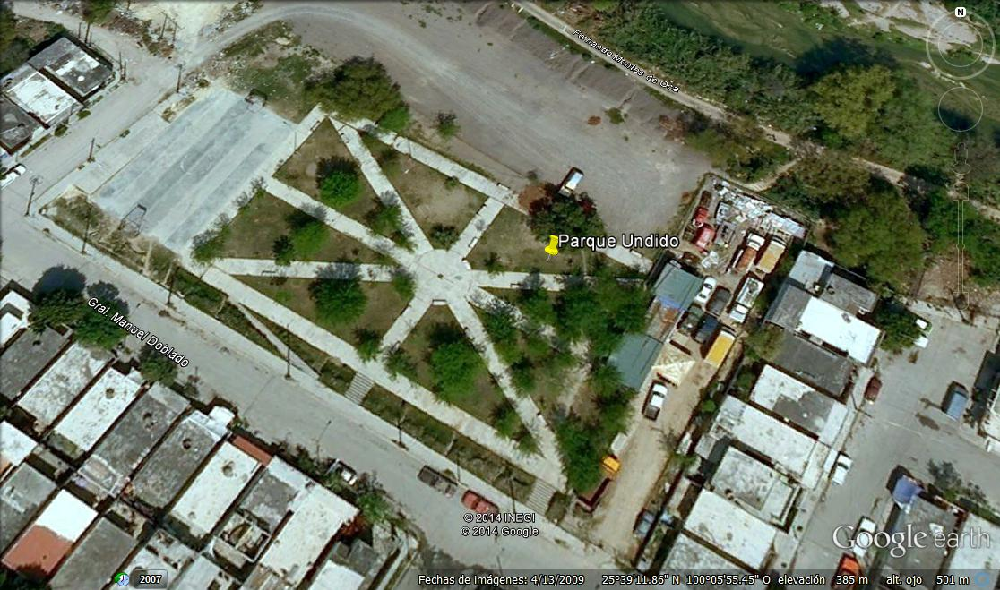 N
Fernando Montes de Oca
Parque Undido
Gral. Manuel Doblado
© 2014 INEGI
© 2014 Google
Google earth
2007
Fechas de imágenes: 4/13/2009 25°39'11.86" N 100°05'55.45" O elevación 385 m alt. ojo 501 m